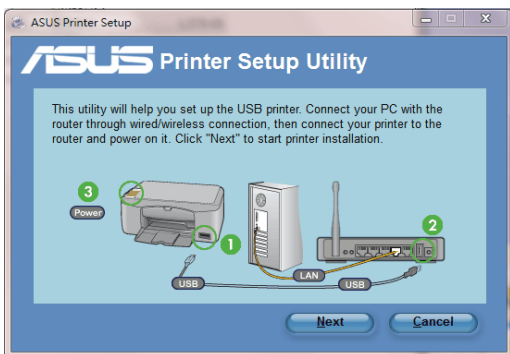 ASUS Printer Setup
ASUS Printer Setup Utility
This utility will help you set up the USB printer. Connect your PC with the
router through wired/wireless connection, then connect your printer to the
router and power on it. Click "Next" to start printer installation.
3
Power
1
2
LAN
USB
USB
Next
Cancel